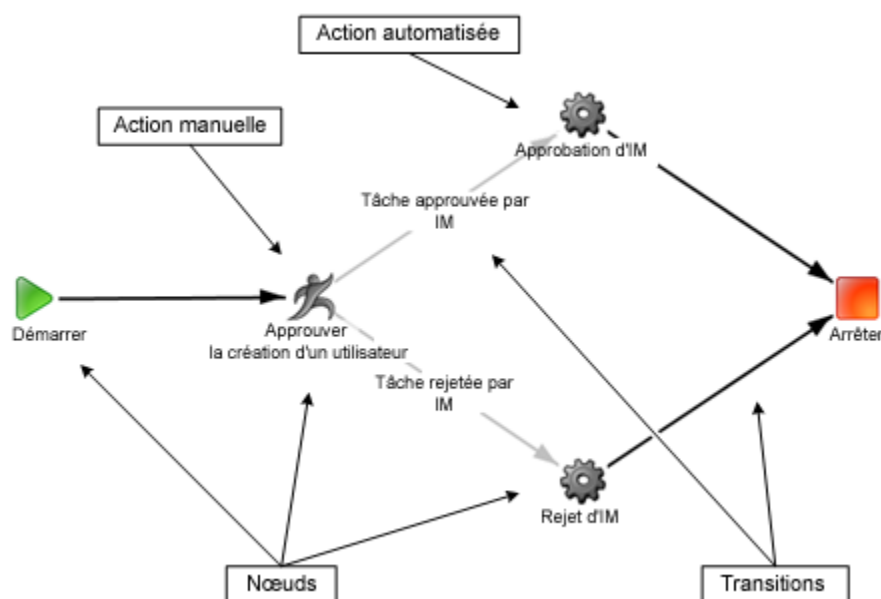 Action automatisée
Action manuelle
Approbation d'IM
Tâche approuvée par
IM
Démarrer
Approuver
la création d'un utilisateur
Arrêter
Tâche rejetée par
IM
Rejet d'IM
Nœuds
Transitions